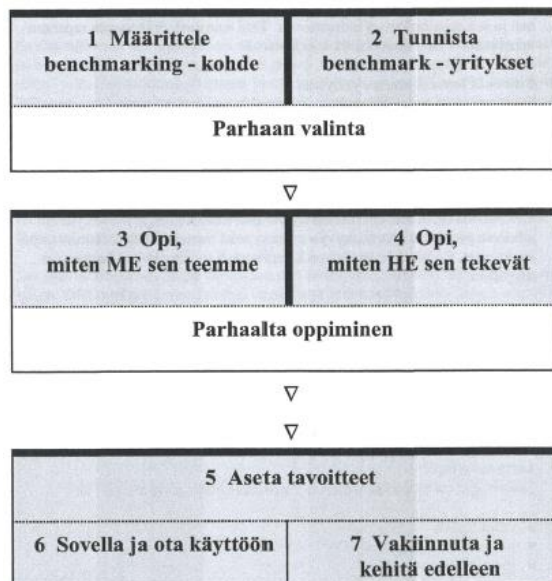 1 Määrittele
benchmarking - kohde
2 Tunnista
benchmark - yritykset
Parhaan valinta
3 Opi,
miten ME sen teemme
4 Opi,
miten HE sen tekevät
Parhaalta oppiminen
5 Aseta tavoitteet
6 Sovella ja ota käyttöön
7 Vakiinnuta ja
kehitä edelleen